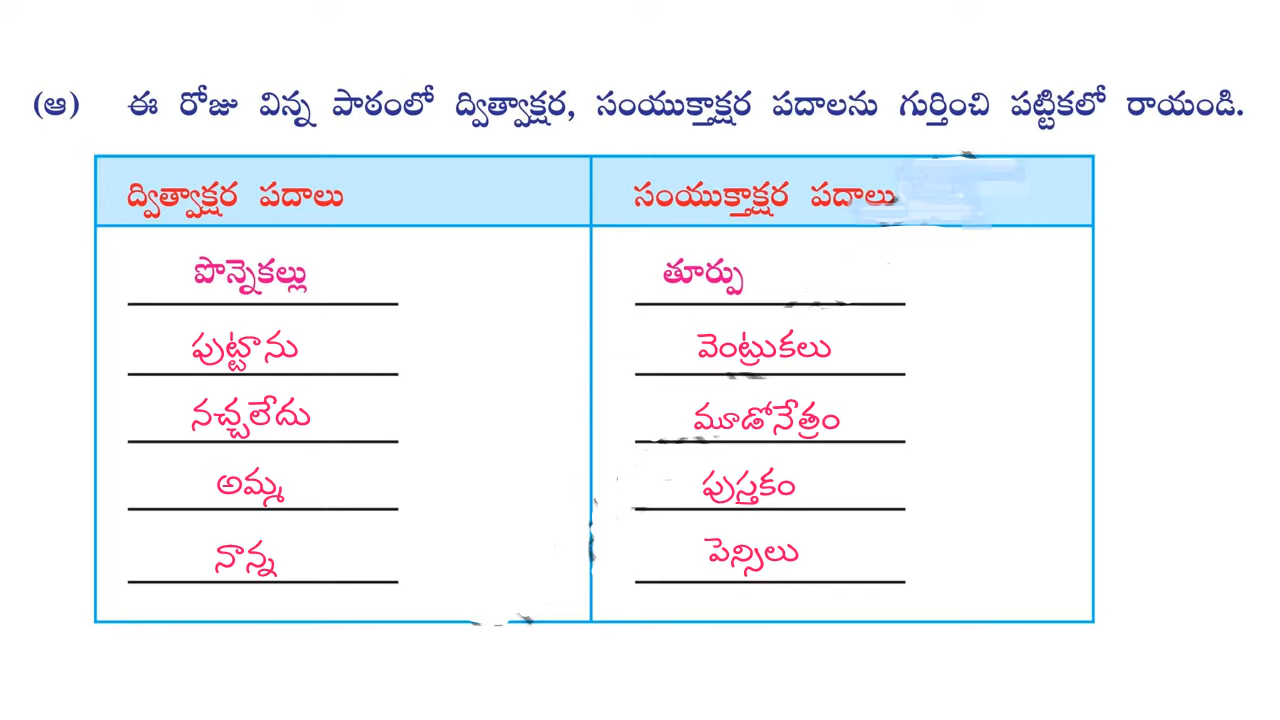 (ఆ) ఈ రోజు విన్న పాఠంలో ద్విత్వాక్షర, సంయుక్తాక్షర పదాలను గుర్తించి పట్టికలో రాయండి.
ద్విత్వాక్షర పదాలు సంయుక్తాక్షర పదాలు
పొన్నెకల్లు తూర్పు
పుట్టాను వెంట్రుకలు
నచ్చలేదు మూడోనేత్రం
అమ్మ పుస్తకం
నాన్న పెన్సిలు